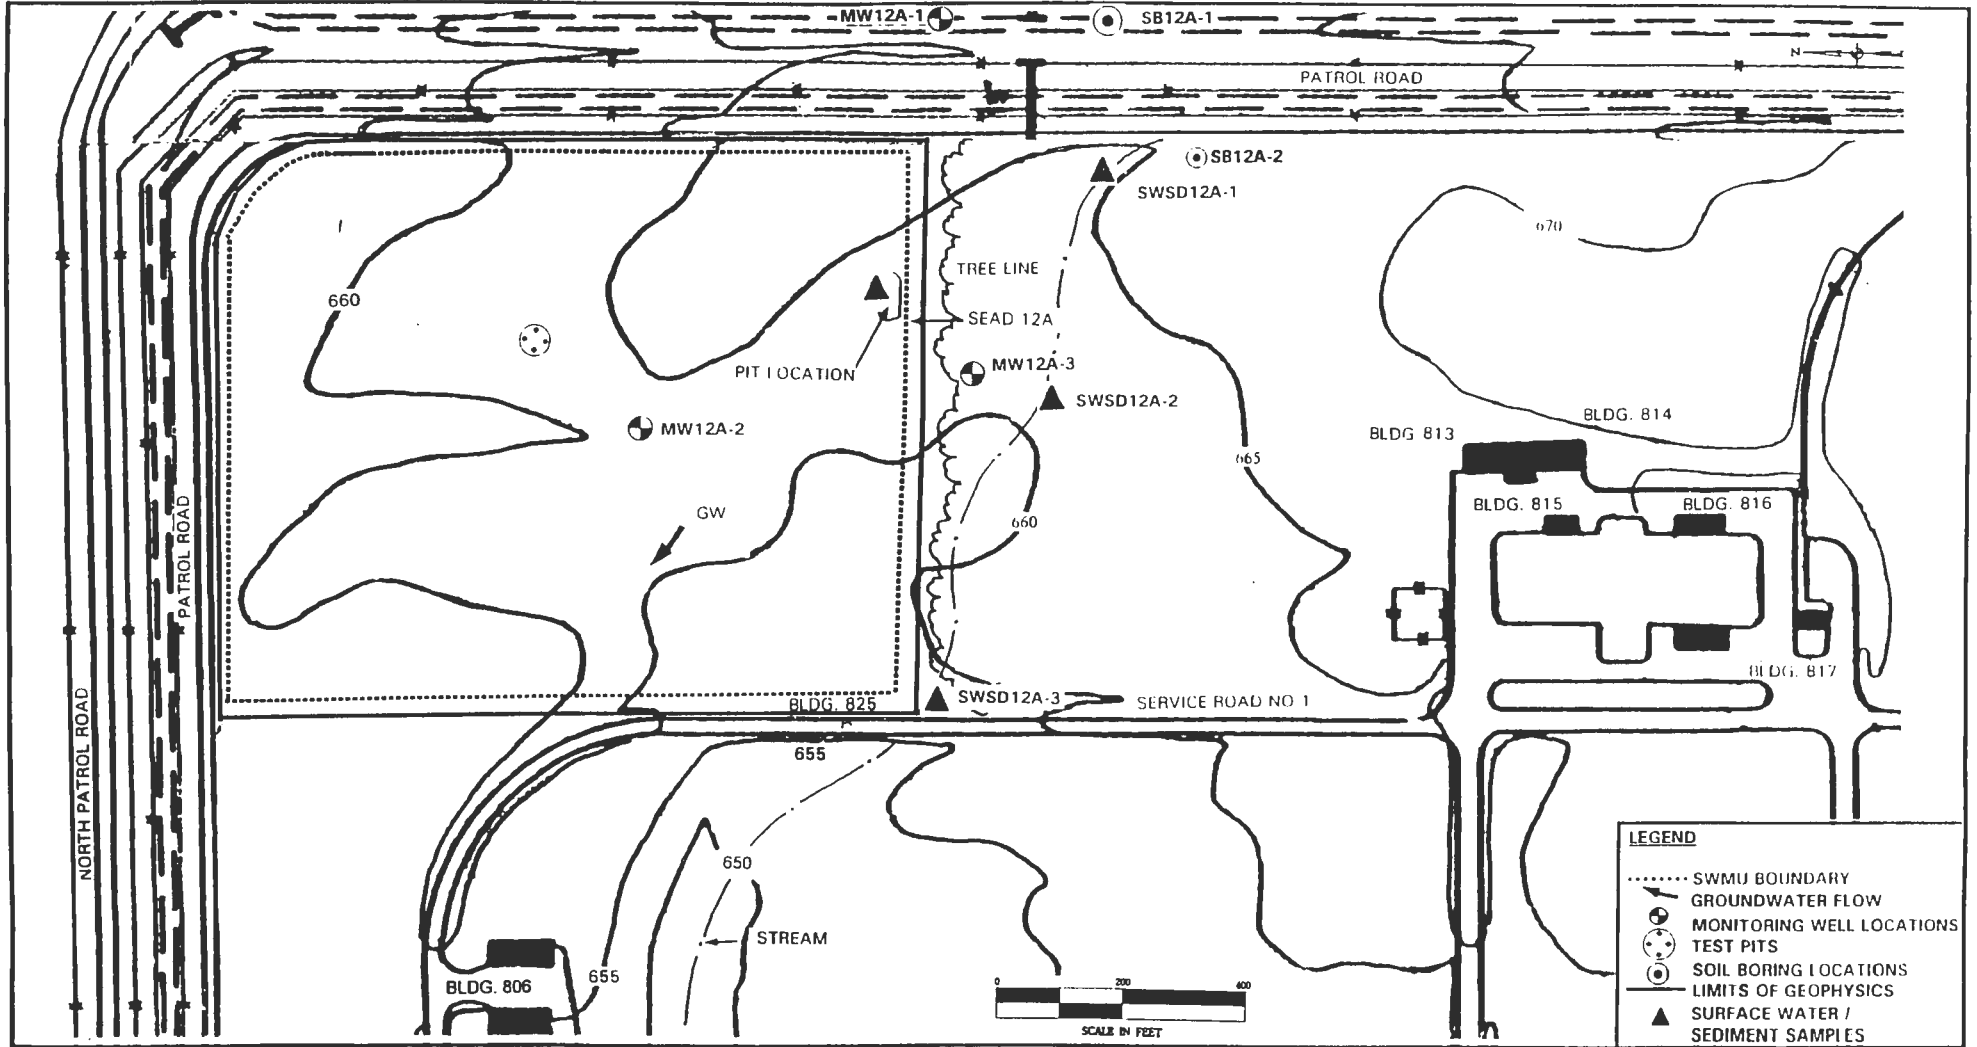 MW12A-1
SB12A-1
N
PATROL ROAD
SB12A-2
SWSD12A-1
670
TREE LINE
660
SEAD 12A
PIT LOCATION
MW12A-3
SWSD12A-2
MW12A-2
BLDG. 814
BLDG 813
665
GW
660
BLDG. 815
BLDG. 816
PATROL ROAD
BLDG. 817
NORTH PATROL ROAD
BLDG. 825
SWSD12A-3
SERVICE ROAD NO 1
655
650
STREAM
655
BLDG. 806
0 200 400
SCALE IN FEET
LEGEND
SWMU BOUNDARY
GROUNDWATER FLOW
MONITORING WELL LOCATIONS
TEST PITS
SOIL BORING LOCATIONS
LIMITS OF GEOPHYSICS
SURFACE WATER /
SEDIMENT SAMPLES